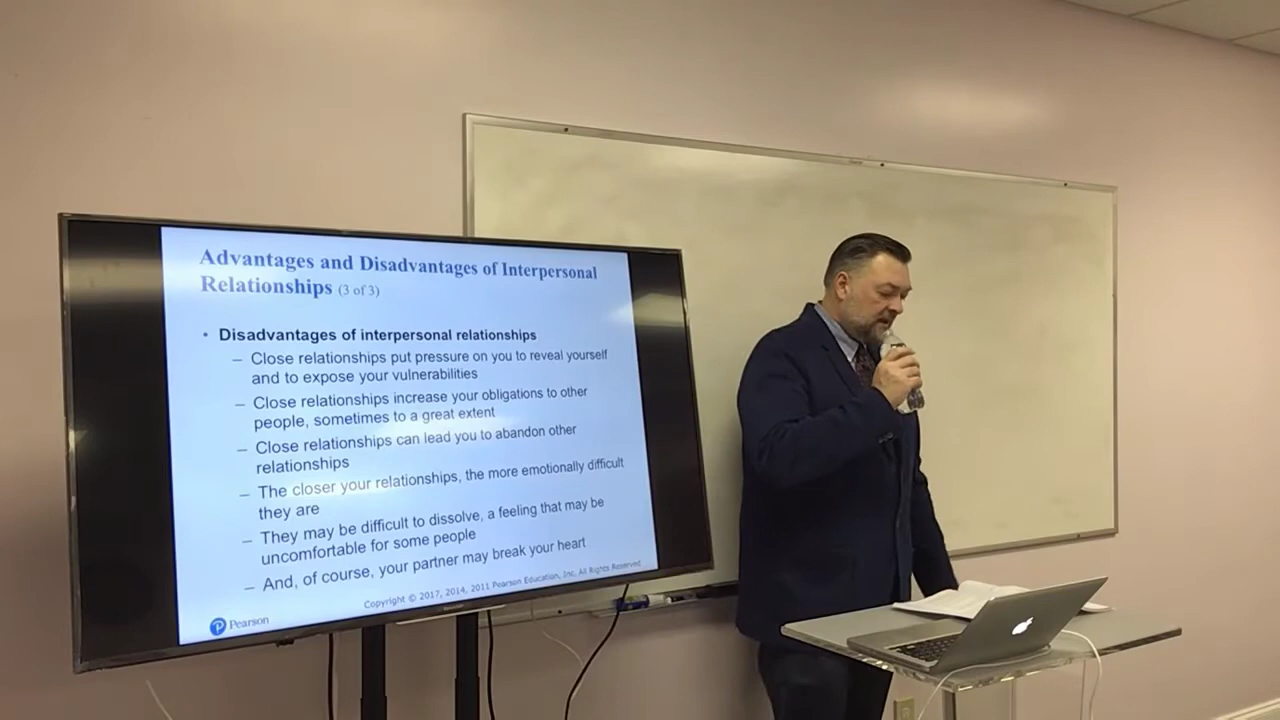 Advantages and Disadvantages of Interpersonal
Relationships (3 of 3)
• Disadvantages of interpersonal relationships
– Close relationships put pressure on you to reveal yourself
and to expose your vulnerabilities
– Close relationships increase your obligations to other
people, sometimes to a great extent
– Close relationships can lead you to abandon other
relationships
– The closer your relationships, the more emotionally difficult
they are
– They may be difficult to dissolve, a feeling that may be
uncomfortable for some people
– And, of course, your partner may break your heart
Copyright © 2017, 2014, 2011 Pearson Education, Inc. All Rights Reserved
P Pearson